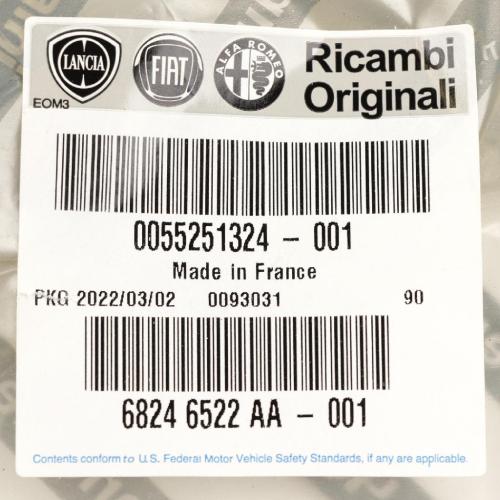 LANCIA
FIAT
ALFA ROMEO
Ricambi
Originali
EOM3
0055251324 - 001
Made in France
PKG 2022/03/02 0093031 90
6824 6522 AA - 001
Contents conform to U.S. Federal Motor Vehicle Safety Standards, if any are applicable.